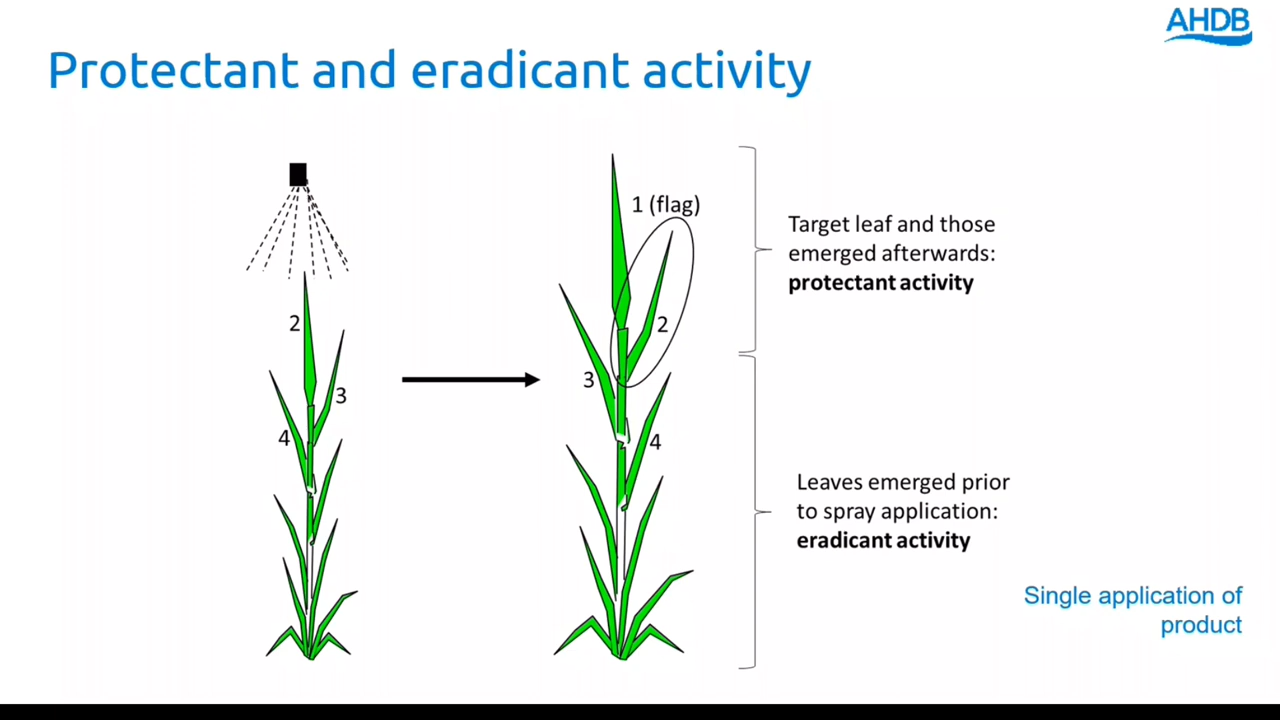 AHDB
Protectant and eradicant activity
2
3
4
1 (flag)
2
3
4
Target leaf and those
emerged afterwards:
protectant activity
Leaves emerged prior
to spray application:
eradicant activity
Single application of
product